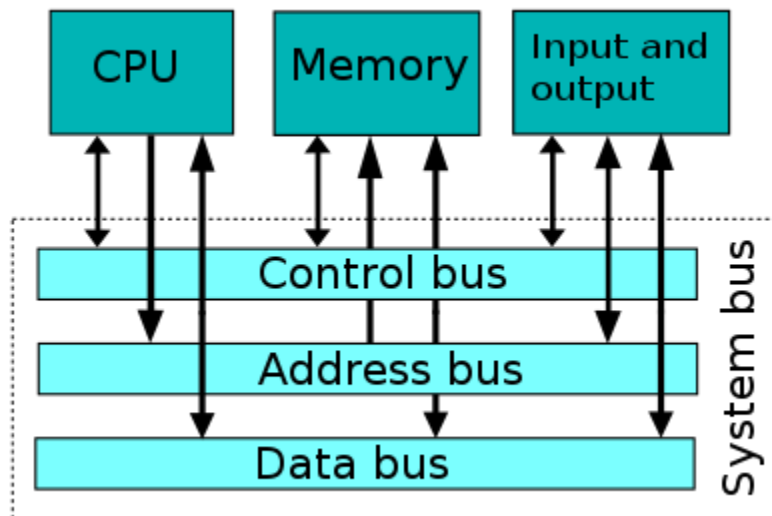 CPU
Memory
Input and
output
Control bus
Address bus
Data bus
System bus